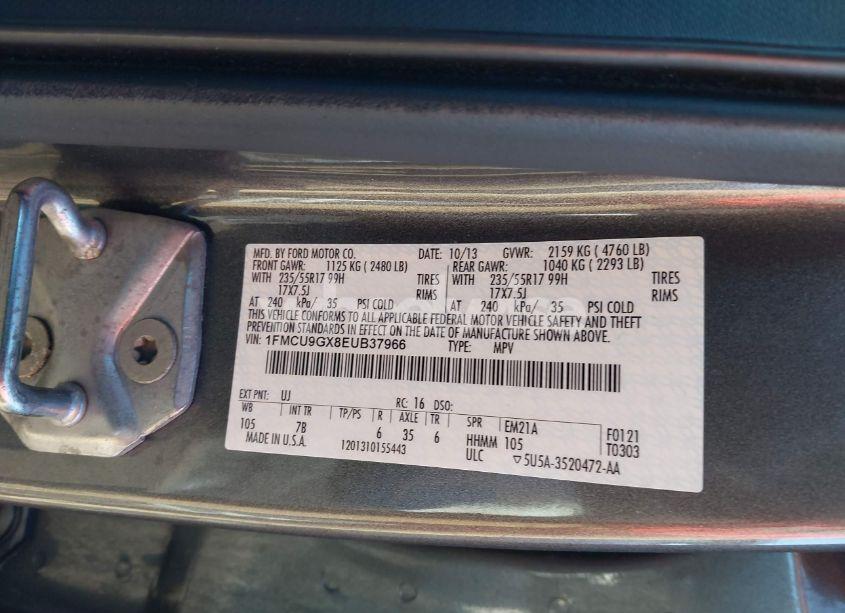 MFD. BY FORD MOTOR CO. DATE: 10/13 GVWR: 2159 KG ( 4760 LB)
FRONT GAWR: 1125 KG ( 2480 LB) REAR GAWR: 1040 KG ( 2293 LB)
WITH 235/55R17 99H TIRES WITH 235/55R17 99H TIRES
17X7.5J RIMS 17X7.5J RIMS
AT 240 kPa/ 35 PSI COLD AT 240 kPa/ 35 PSI COLD
THIS VEHICLE CONFORMS TO ALL APPLICABLE FEDERAL MOTOR VEHICLE SAFETY AND THEFT
PREVENTION STANDARDS IN EFFECT ON THE DATE OF MANUFACTURE SHOWN ABOVE.
VIN: 1FMCU9GX8EUB37966 TYPE: MPV
EXT PNT: UJ RC: 16 DSO:
WB INT TR TP/PS R AXLE TR SPR EM21A F0121
105 7B 6 35 6 HHMM 105 T0303
MADE IN U.S.A. 1201310155443 ULC ▽5U5A-3520472-AA